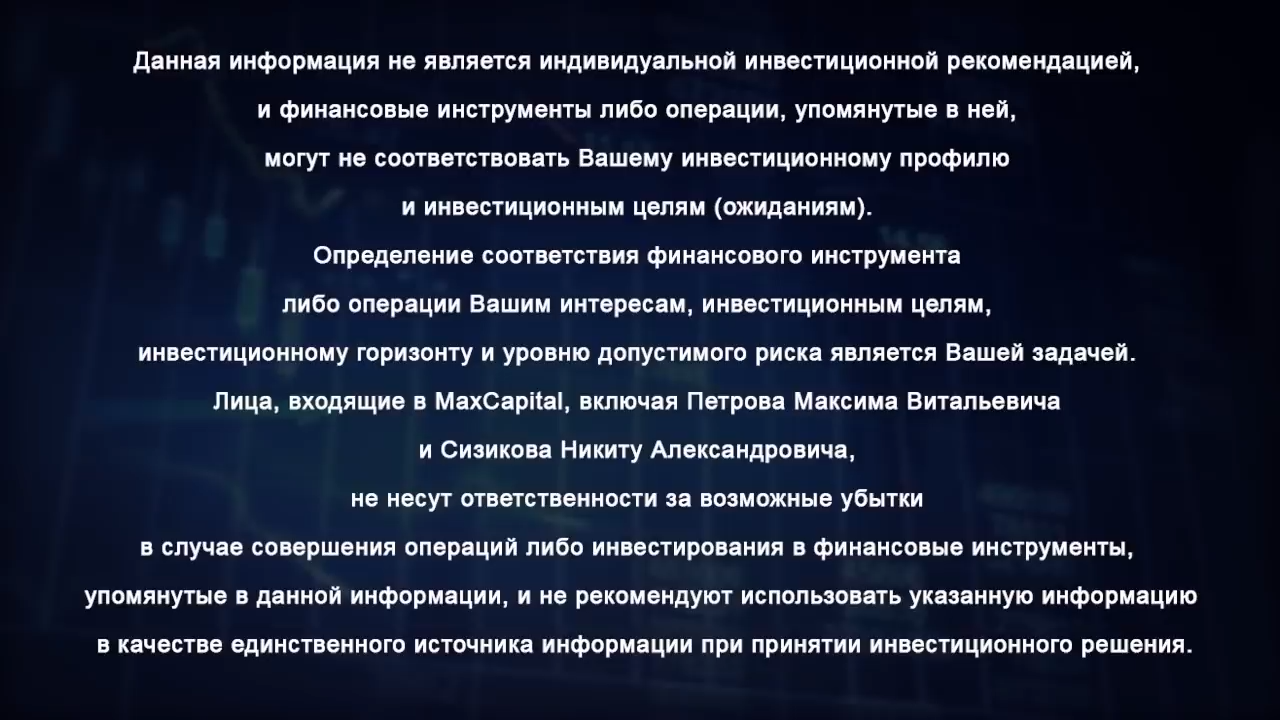 Данная информация не является индивидуальной инвестиционной рекомендацией,
и финансовые инструменты либо операции, упомянутые в ней,
могут не соответствовать Вашему инвестиционному профилю
и инвестиционным целям (ожиданиям).
Определение соответствия финансового инструмента
либо операции Вашим интересам, инвестиционным целям,
инвестиционному горизонту и уровню допустимого риска является Вашей задачей.
Лица, входящие в MaxCapital, включая Петрова Максима Витальевича
и Сизикова Никиту Александровича,
не несут ответственности за возможные убытки
в случае совершения операций либо инвестирования в финансовые инструменты,
упомянутые в данной информации, и не рекомендуют использовать указанную информацию
в качестве единственного источника информации при принятии инвестиционного решения.